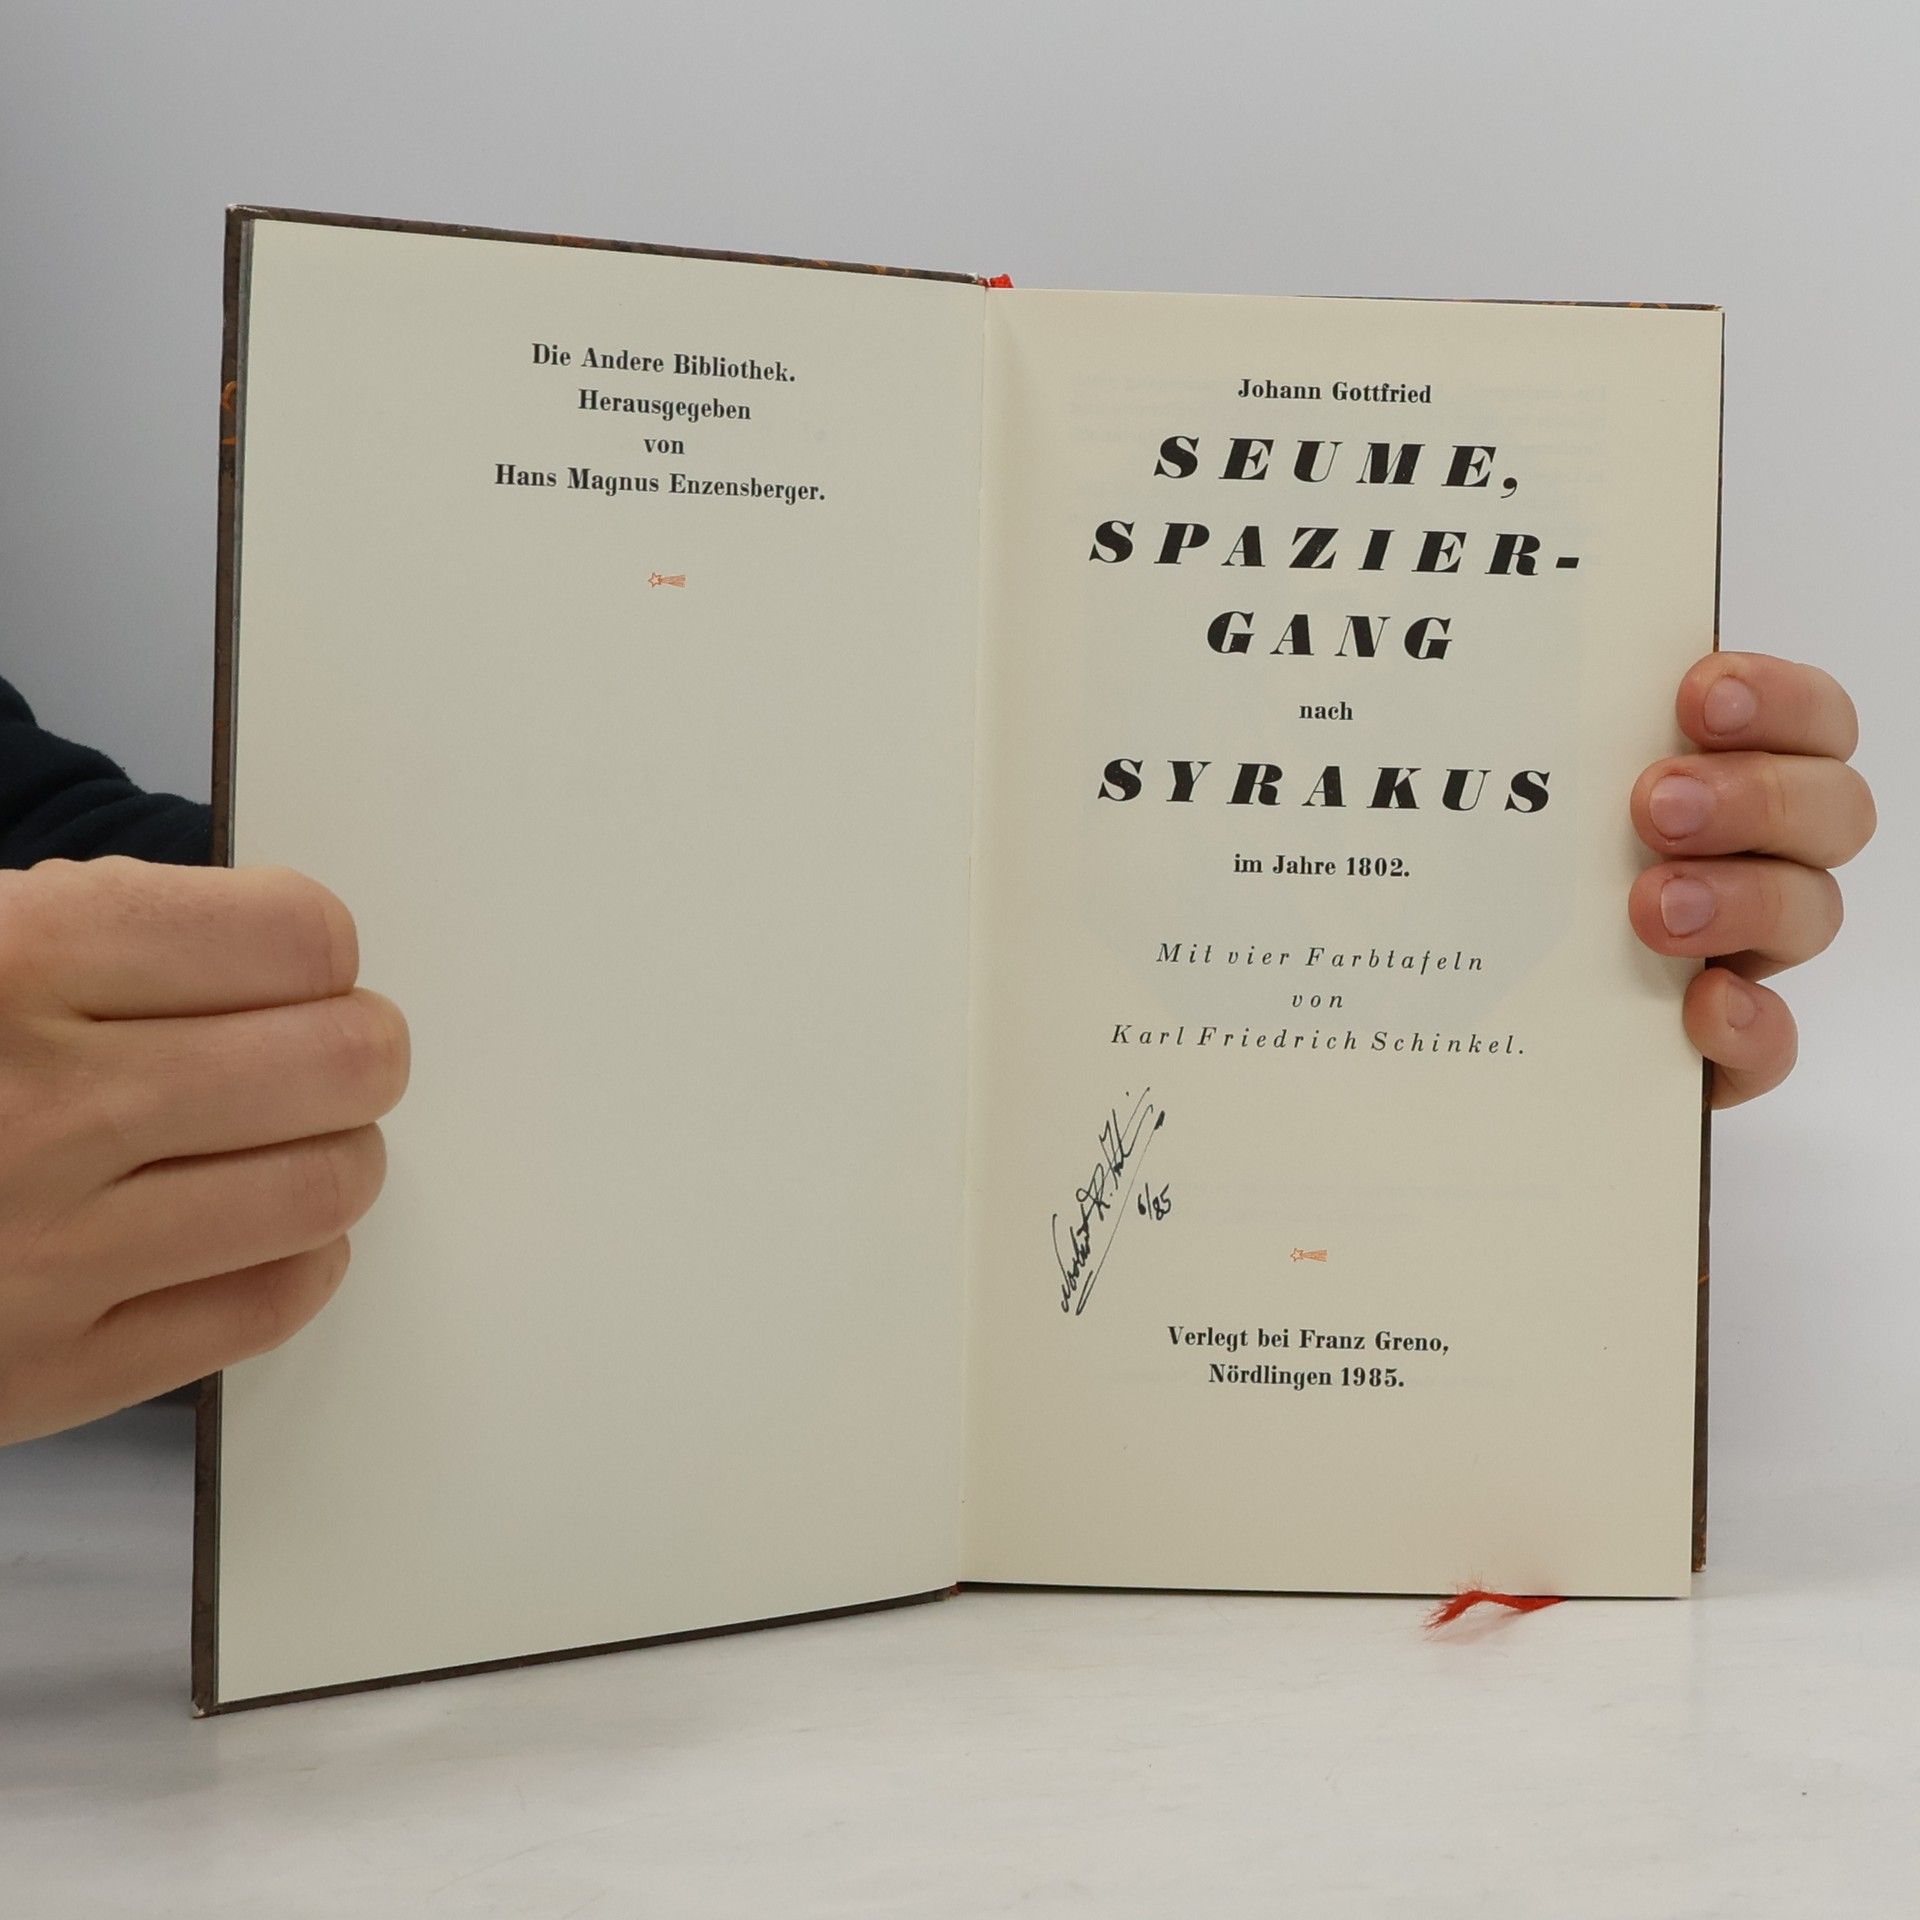 Die Andere Bibliothek.
Herausgegeben
von
Hans Magnus Enzensberger.
Johann Gottfried
SEUME,
SPAZIER-
GANG
nach
SYRAKUS
im Jahre 1802.
Mit vier Farbtafeln
von
Karl Friedrich Schinkel.
6/85
Verlegt bei Franz Greno,
Nördlingen 1985.